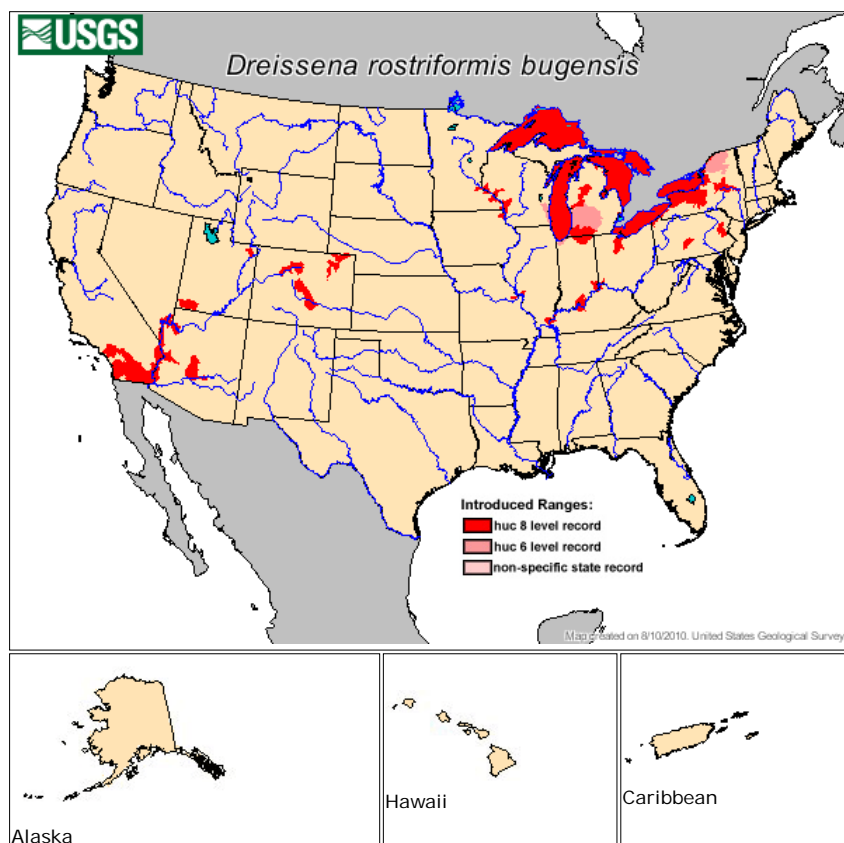 USGS
Dreissena rostriformis bugensis
Introduced Ranges:
huc 8 level record
huc 6 level record
non-specific state record
Map created on 8/10/2010. United States Geological Survey
Alaska
Hawaii
Caribbean